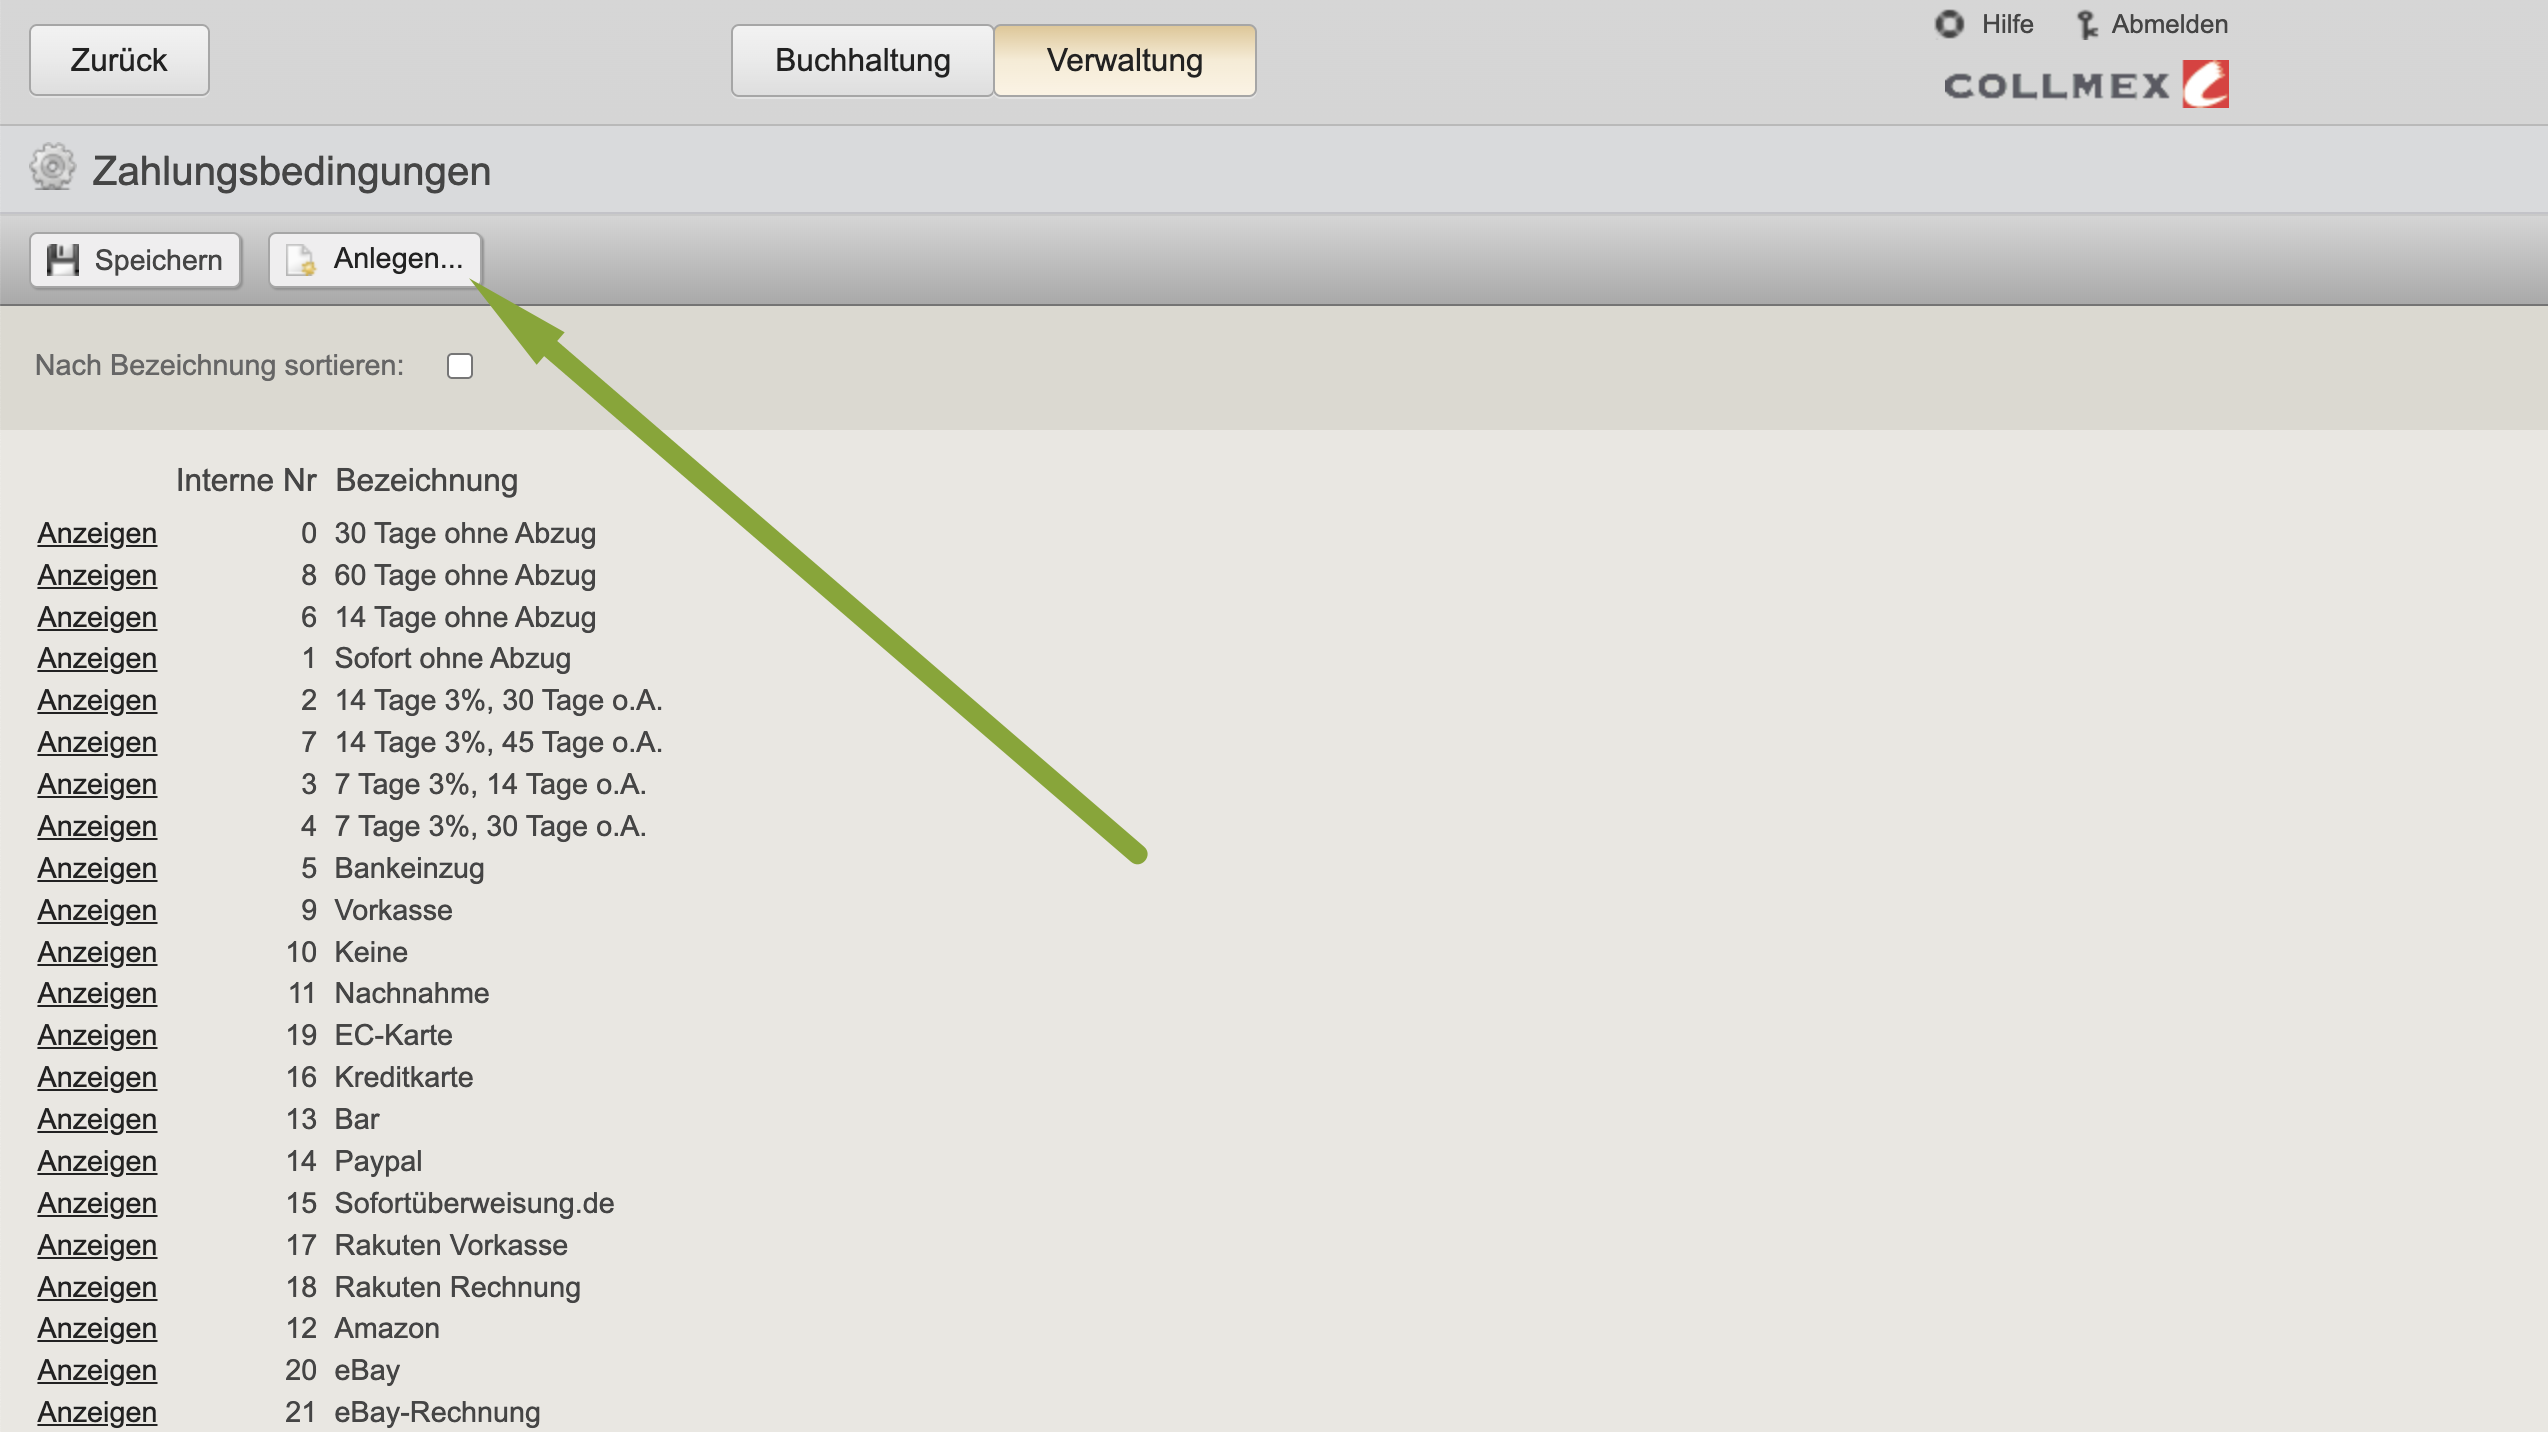 Zurück
Buchhaltung Verwaltung
Hilfe Abmelden
COLLMEX
Zahlungsbedingungen
Speichern Anlegen...
Nach Bezeichnung sortieren:
Interne Nr Bezeichnung
Anzeigen 0 30 Tage ohne Abzug
Anzeigen 8 60 Tage ohne Abzug
Anzeigen 6 14 Tage ohne Abzug
Anzeigen 1 Sofort ohne Abzug
Anzeigen 2 14 Tage 3%, 30 Tage o.A.
Anzeigen 7 14 Tage 3%, 45 Tage o.A.
Anzeigen 3 7 Tage 3%, 14 Tage o.A.
Anzeigen 4 7 Tage 3%, 30 Tage o.A.
Anzeigen 5 Bankeinzug
Anzeigen 9 Vorkasse
Anzeigen 10 Keine
Anzeigen 11 Nachnahme
Anzeigen 19 EC-Karte
Anzeigen 16 Kreditkarte
Anzeigen 13 Bar
Anzeigen 14 Paypal
Anzeigen 15 Sofortüberweisung.de
Anzeigen 17 Rakuten Vorkasse
Anzeigen 18 Rakuten Rechnung
Anzeigen 12 Amazon
Anzeigen 20 eBay
Anzeigen 21 eBay-Rechnung